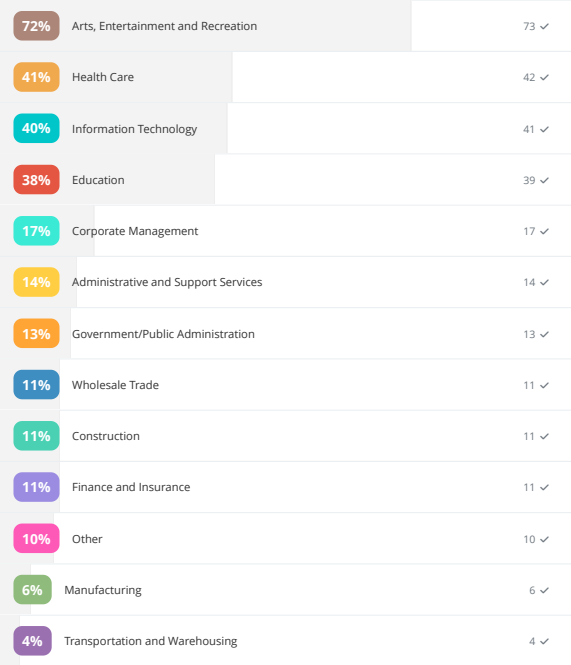 72% Arts, Entertainment and Recreation 73
41% Health Care 42
40% Information Technology 41
38% Education 39
17% Corporate Management 17
14% Administrative and Support Services 14
13% Government/Public Administration 13
11% Wholesale Trade 11
11% Construction 11
11% Finance and Insurance 11
10% Other 10
6% Manufacturing 6
4% Transportation and Warehousing 4